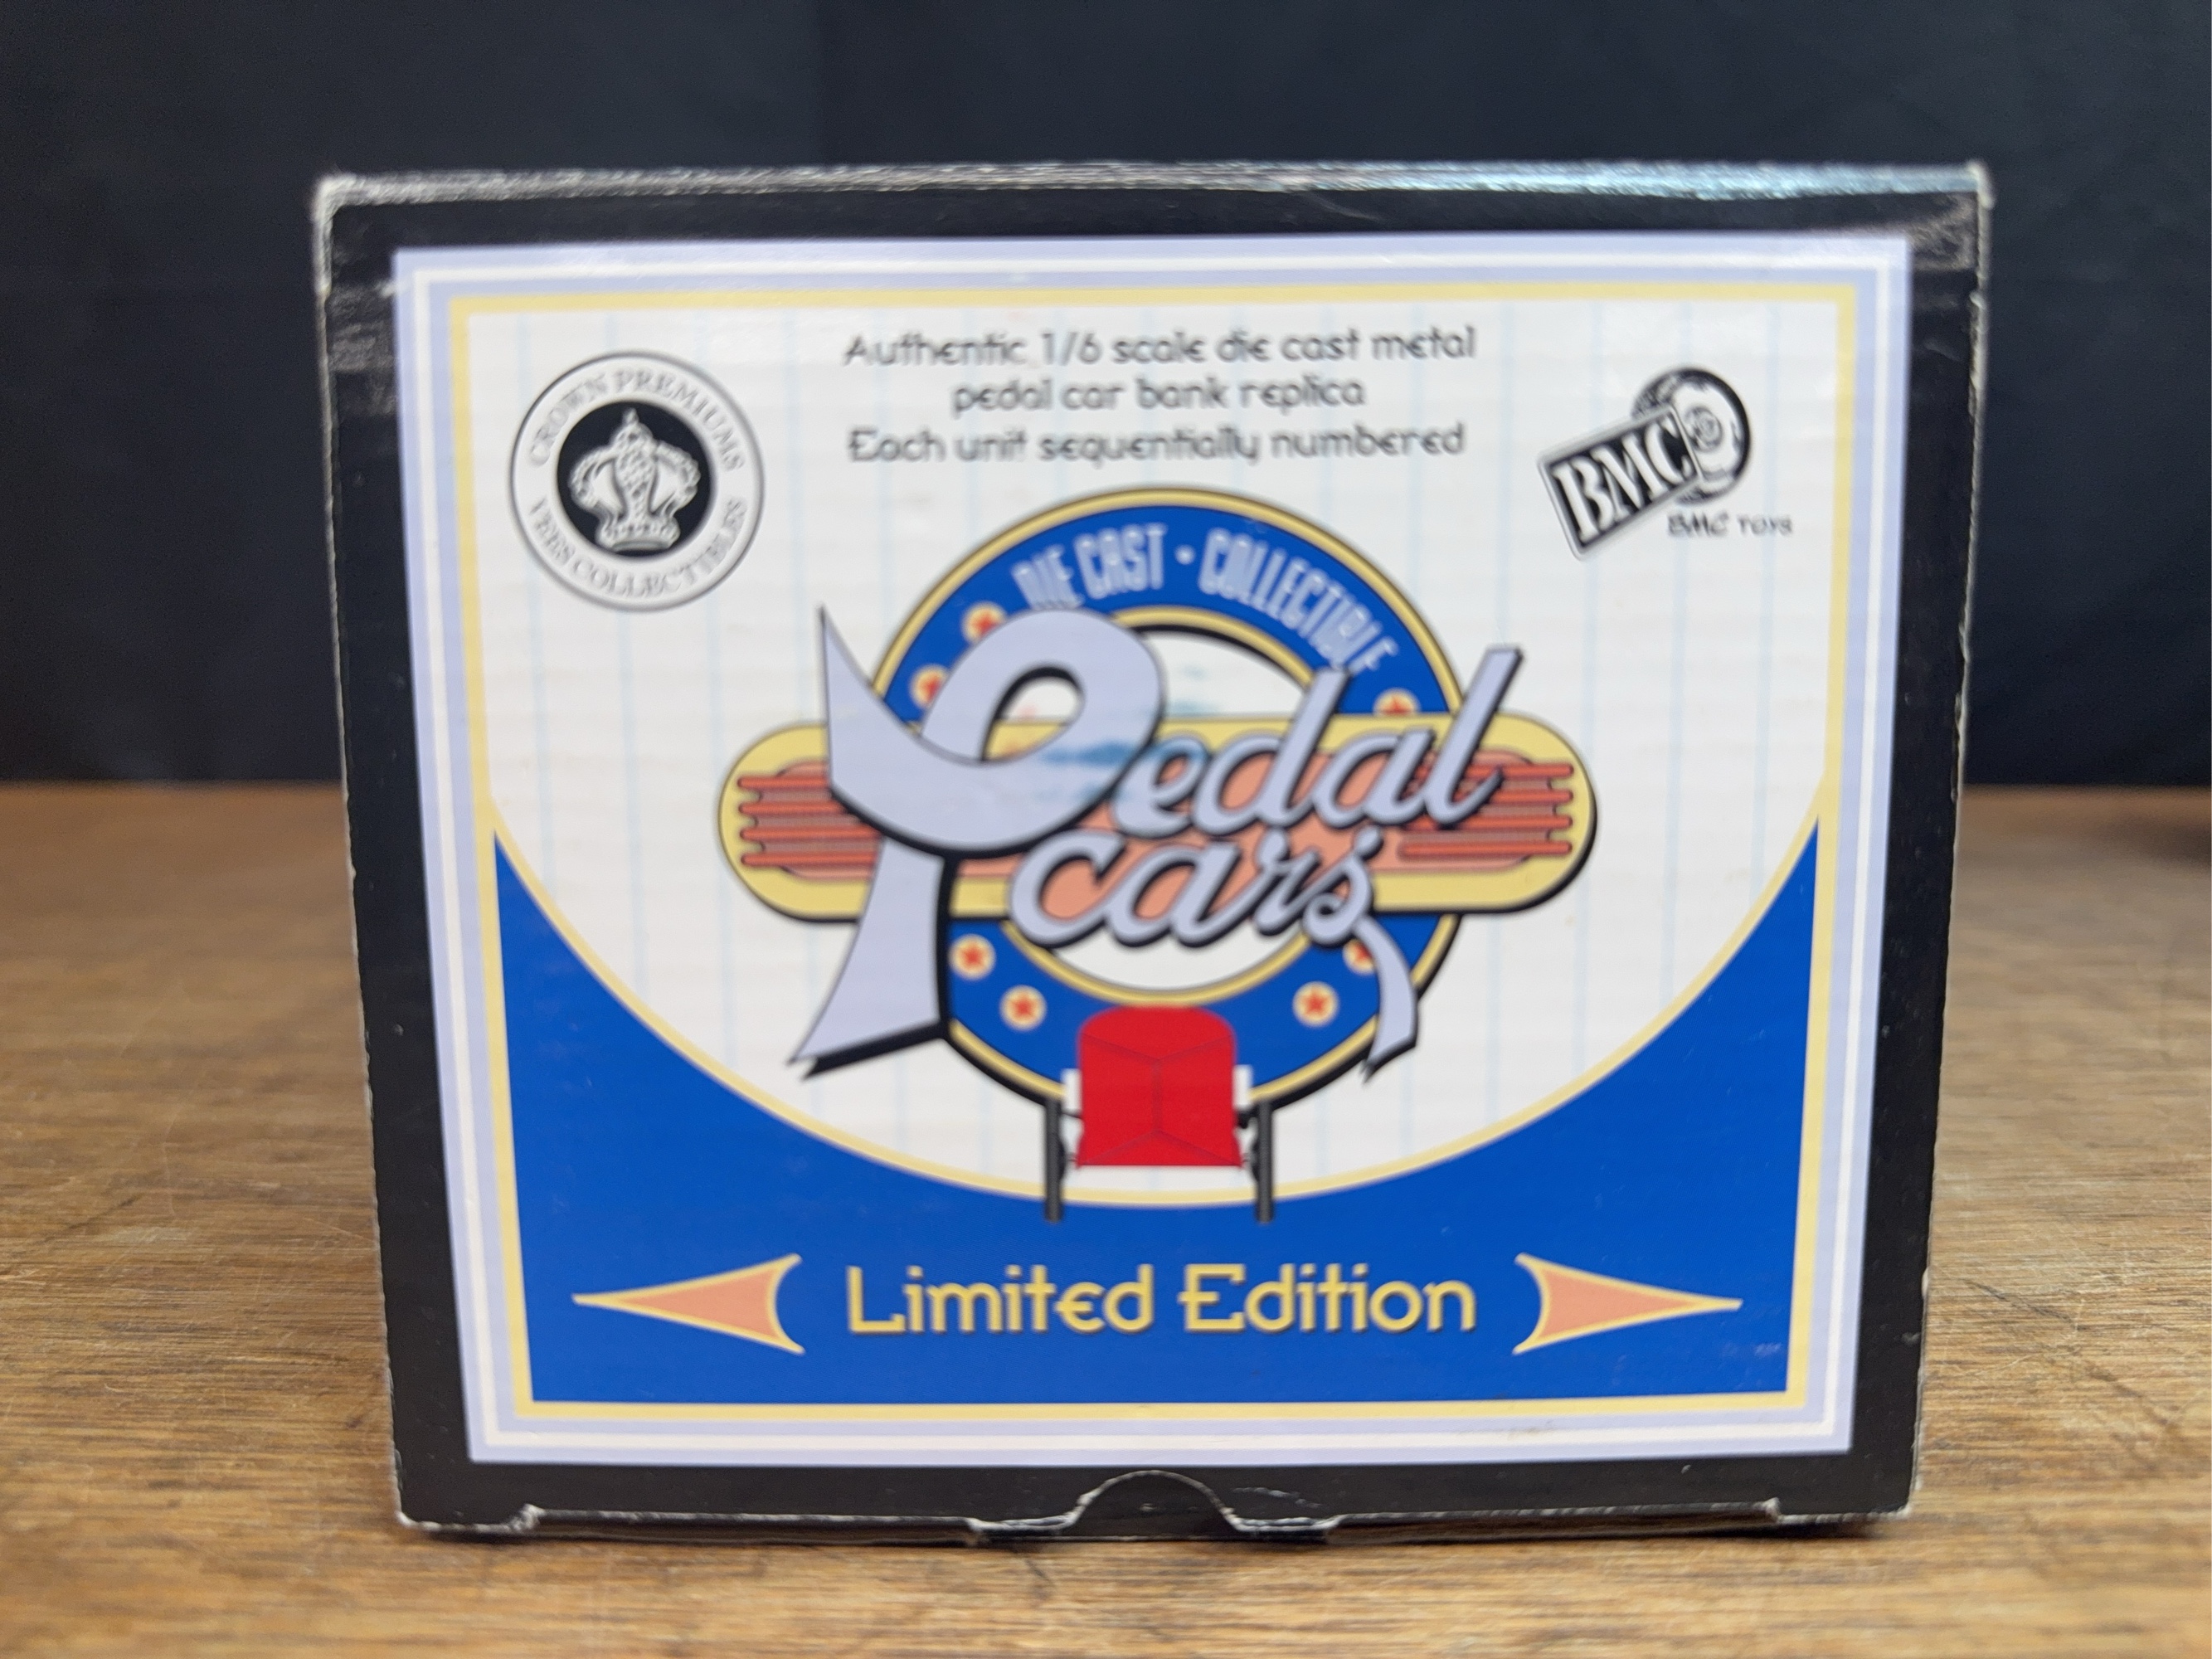 Authentic 1/6 scale die cast metal
pedal car bank replica
Each unit sequentially numbered
CROWN PREMIUMS
VEES COLLECTIBLES
BMC
BMC TOYS
DIE CAST • COLLECTIBLE
Pedal
cars
Limited Edition